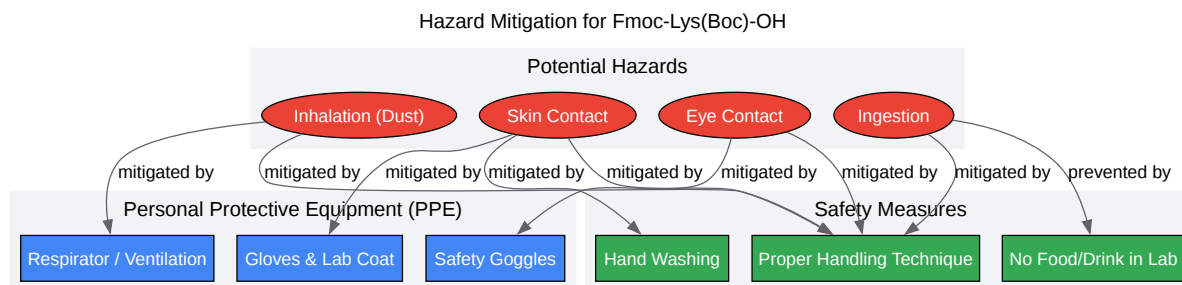 Hazard Mitigation for Fmoc-Lys(Boc)-OH
Potential Hazards
Inhalation (Dust)
Skin Contact
Eye Contact
Ingestion
mitigated by
mitigated by
mitigated by
mitigated by
mitigated by
mitigated by
mitigated by
mitigated by
prevented by
Personal Protective Equipment (PPE)
Safety Measures
Respirator / Ventilation
Gloves & Lab Coat
Safety Goggles
Hand Washing
Proper Handling Technique
No Food/Drink in Lab